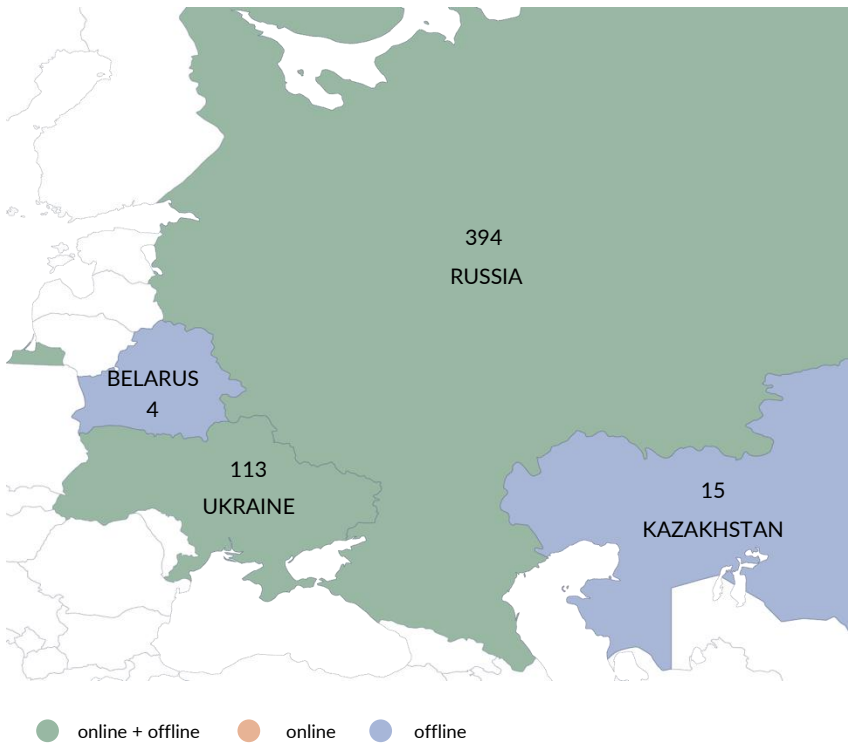 394
RUSSIA
BELARUS
4
113
UKRAINE
15
KAZAKHSTAN
online + offline
online
offline